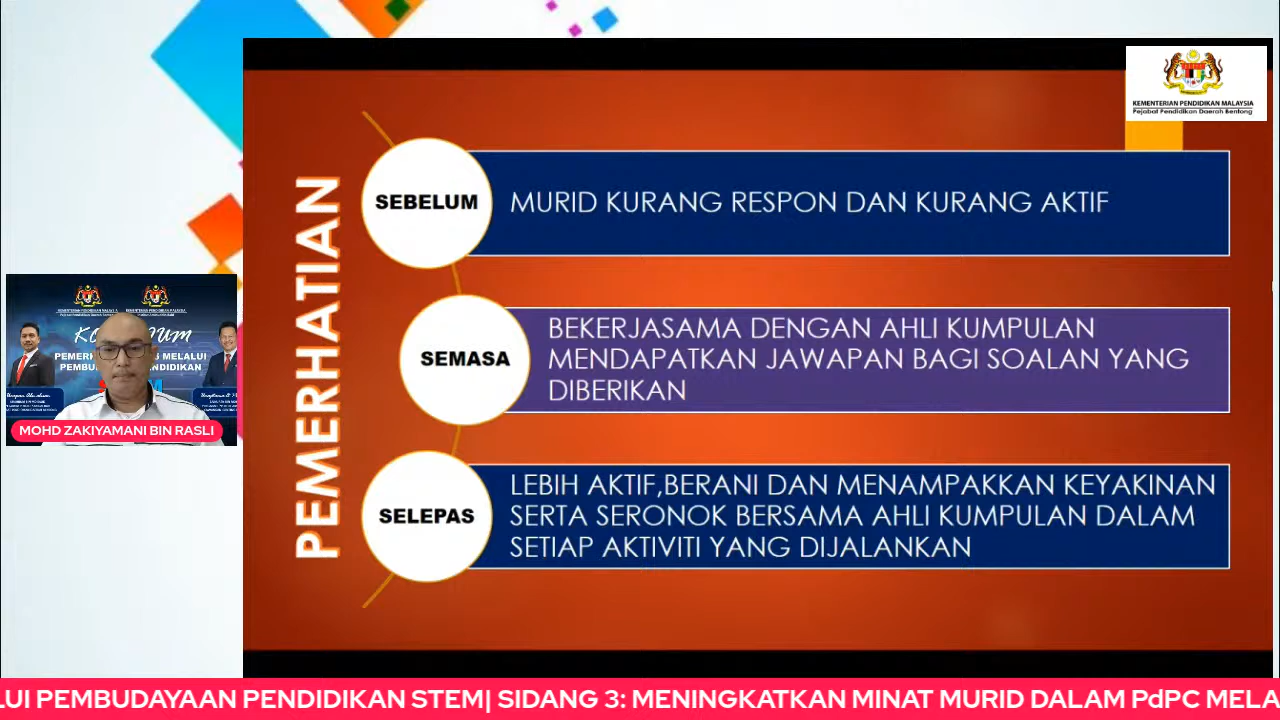 KEMENTERIAN PENDIDIKAN MALAYSIA
Pejabat Pendidikan Daerah Bentong
PEMERHATIAN
SEBELUM
MURID KURANG RESPON DAN KURANG AKTIF
SEMASA
BEKERJASAMA DENGAN AHLI KUMPULAN
MENDAPATKAN JAWAPAN BAGI SOALAN YANG
DIBERIKAN
SELEPAS
LEBIH AKTIF,BERANI DAN MENAMPAKKAN KEYAKINAN
SERTA SERONOK BERSAMA AHLI KUMPULAN DALAM
SETIAP AKTIVITI YANG DIJALANKAN
MELALUI
PENDIDIKAN
MOHD ZAKIYAMANI BIN RASLI
LUI PEMBUDAYAAN PENDIDIKAN STEM| SIDANG 3: MENINGKATKAN MINAT MURID DALAM PdPC MELA